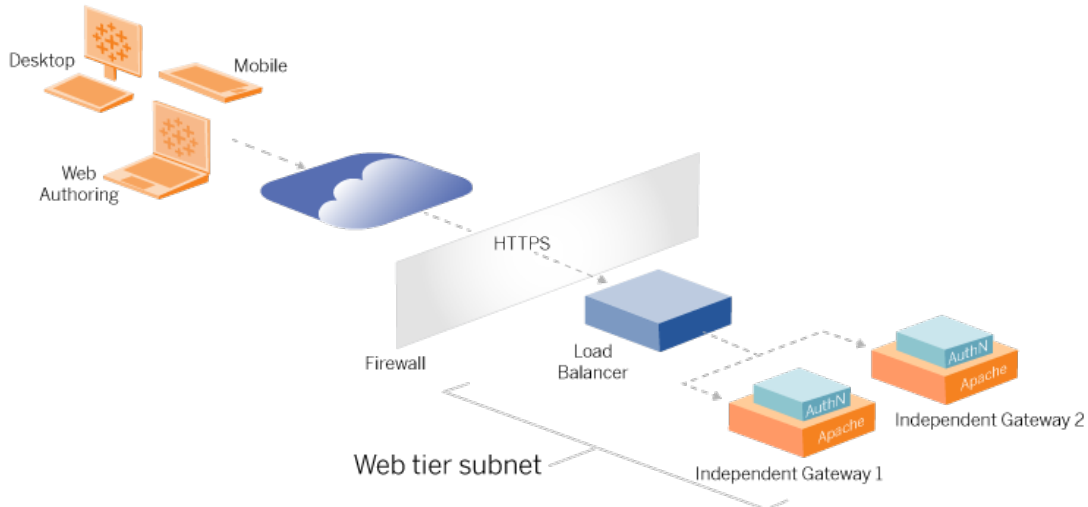 Desktop
Mobile
Web
Authoring
HTTPS
Firewall
Load
Balancer
AuthN
Apache
Independent Gateway 2
AuthN
Apache
Independent Gateway 1
Web tier subnet